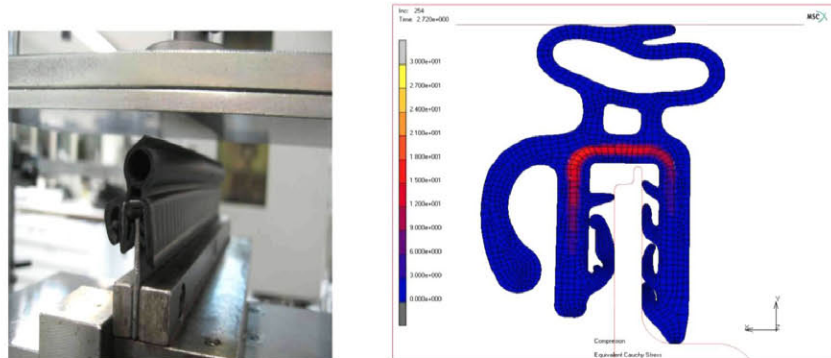 Inc: 254
Time: 2.720e+000
MSC
3.000e+001
2.700e+001
2.400e+001
2.100e+001
1.800e+001
1.500e+001
1.200e+001
9.000e+000
6.000e+000
3.000e+000
0.000e+000
Y
X
Z
Compression
Equivalent Cauchy Stress